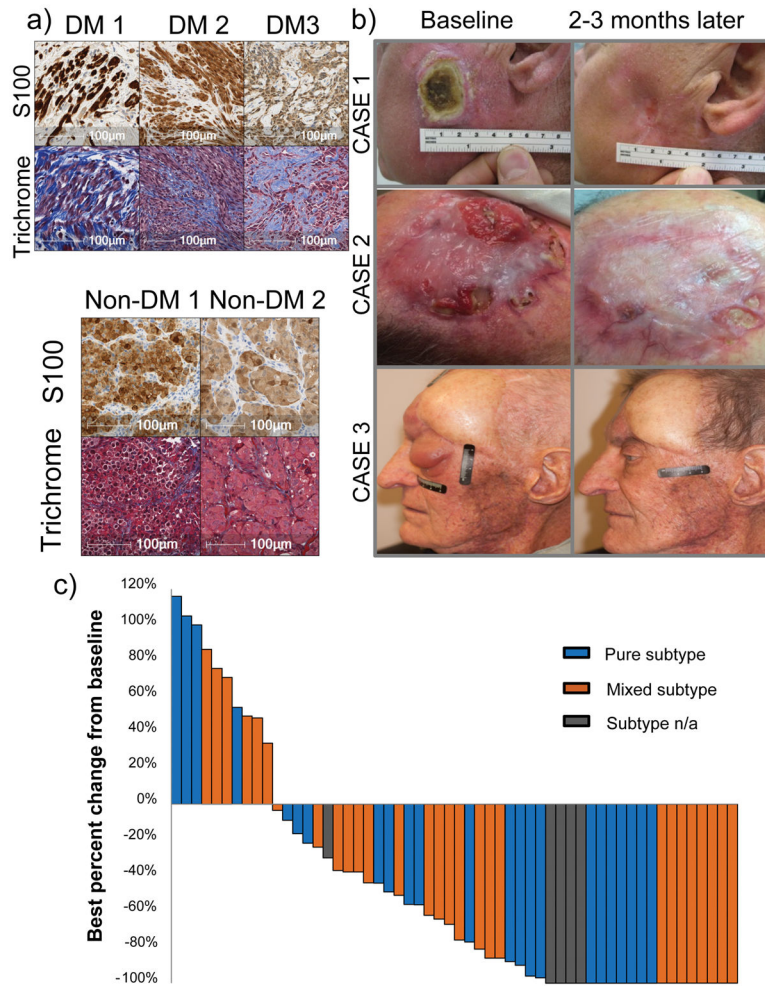 a)
DM 1 DM 2 DM3
S100
100µm 100µm 100µm
Trichrome
100µm 100µm 100µm
Non-DM 1 Non-DM 2
S100
100µm 100µm
Trichrome
100µm 100µm
b)
Baseline 2-3 months later
CASE 1
CASE 2
CASE 3
c)
Best percent change from baseline
120%
100%
80%
60%
40%
20%
0%
-20%
-40%
-60%
-80%
-100%
Pure subtype
Mixed subtype
Subtype n/a